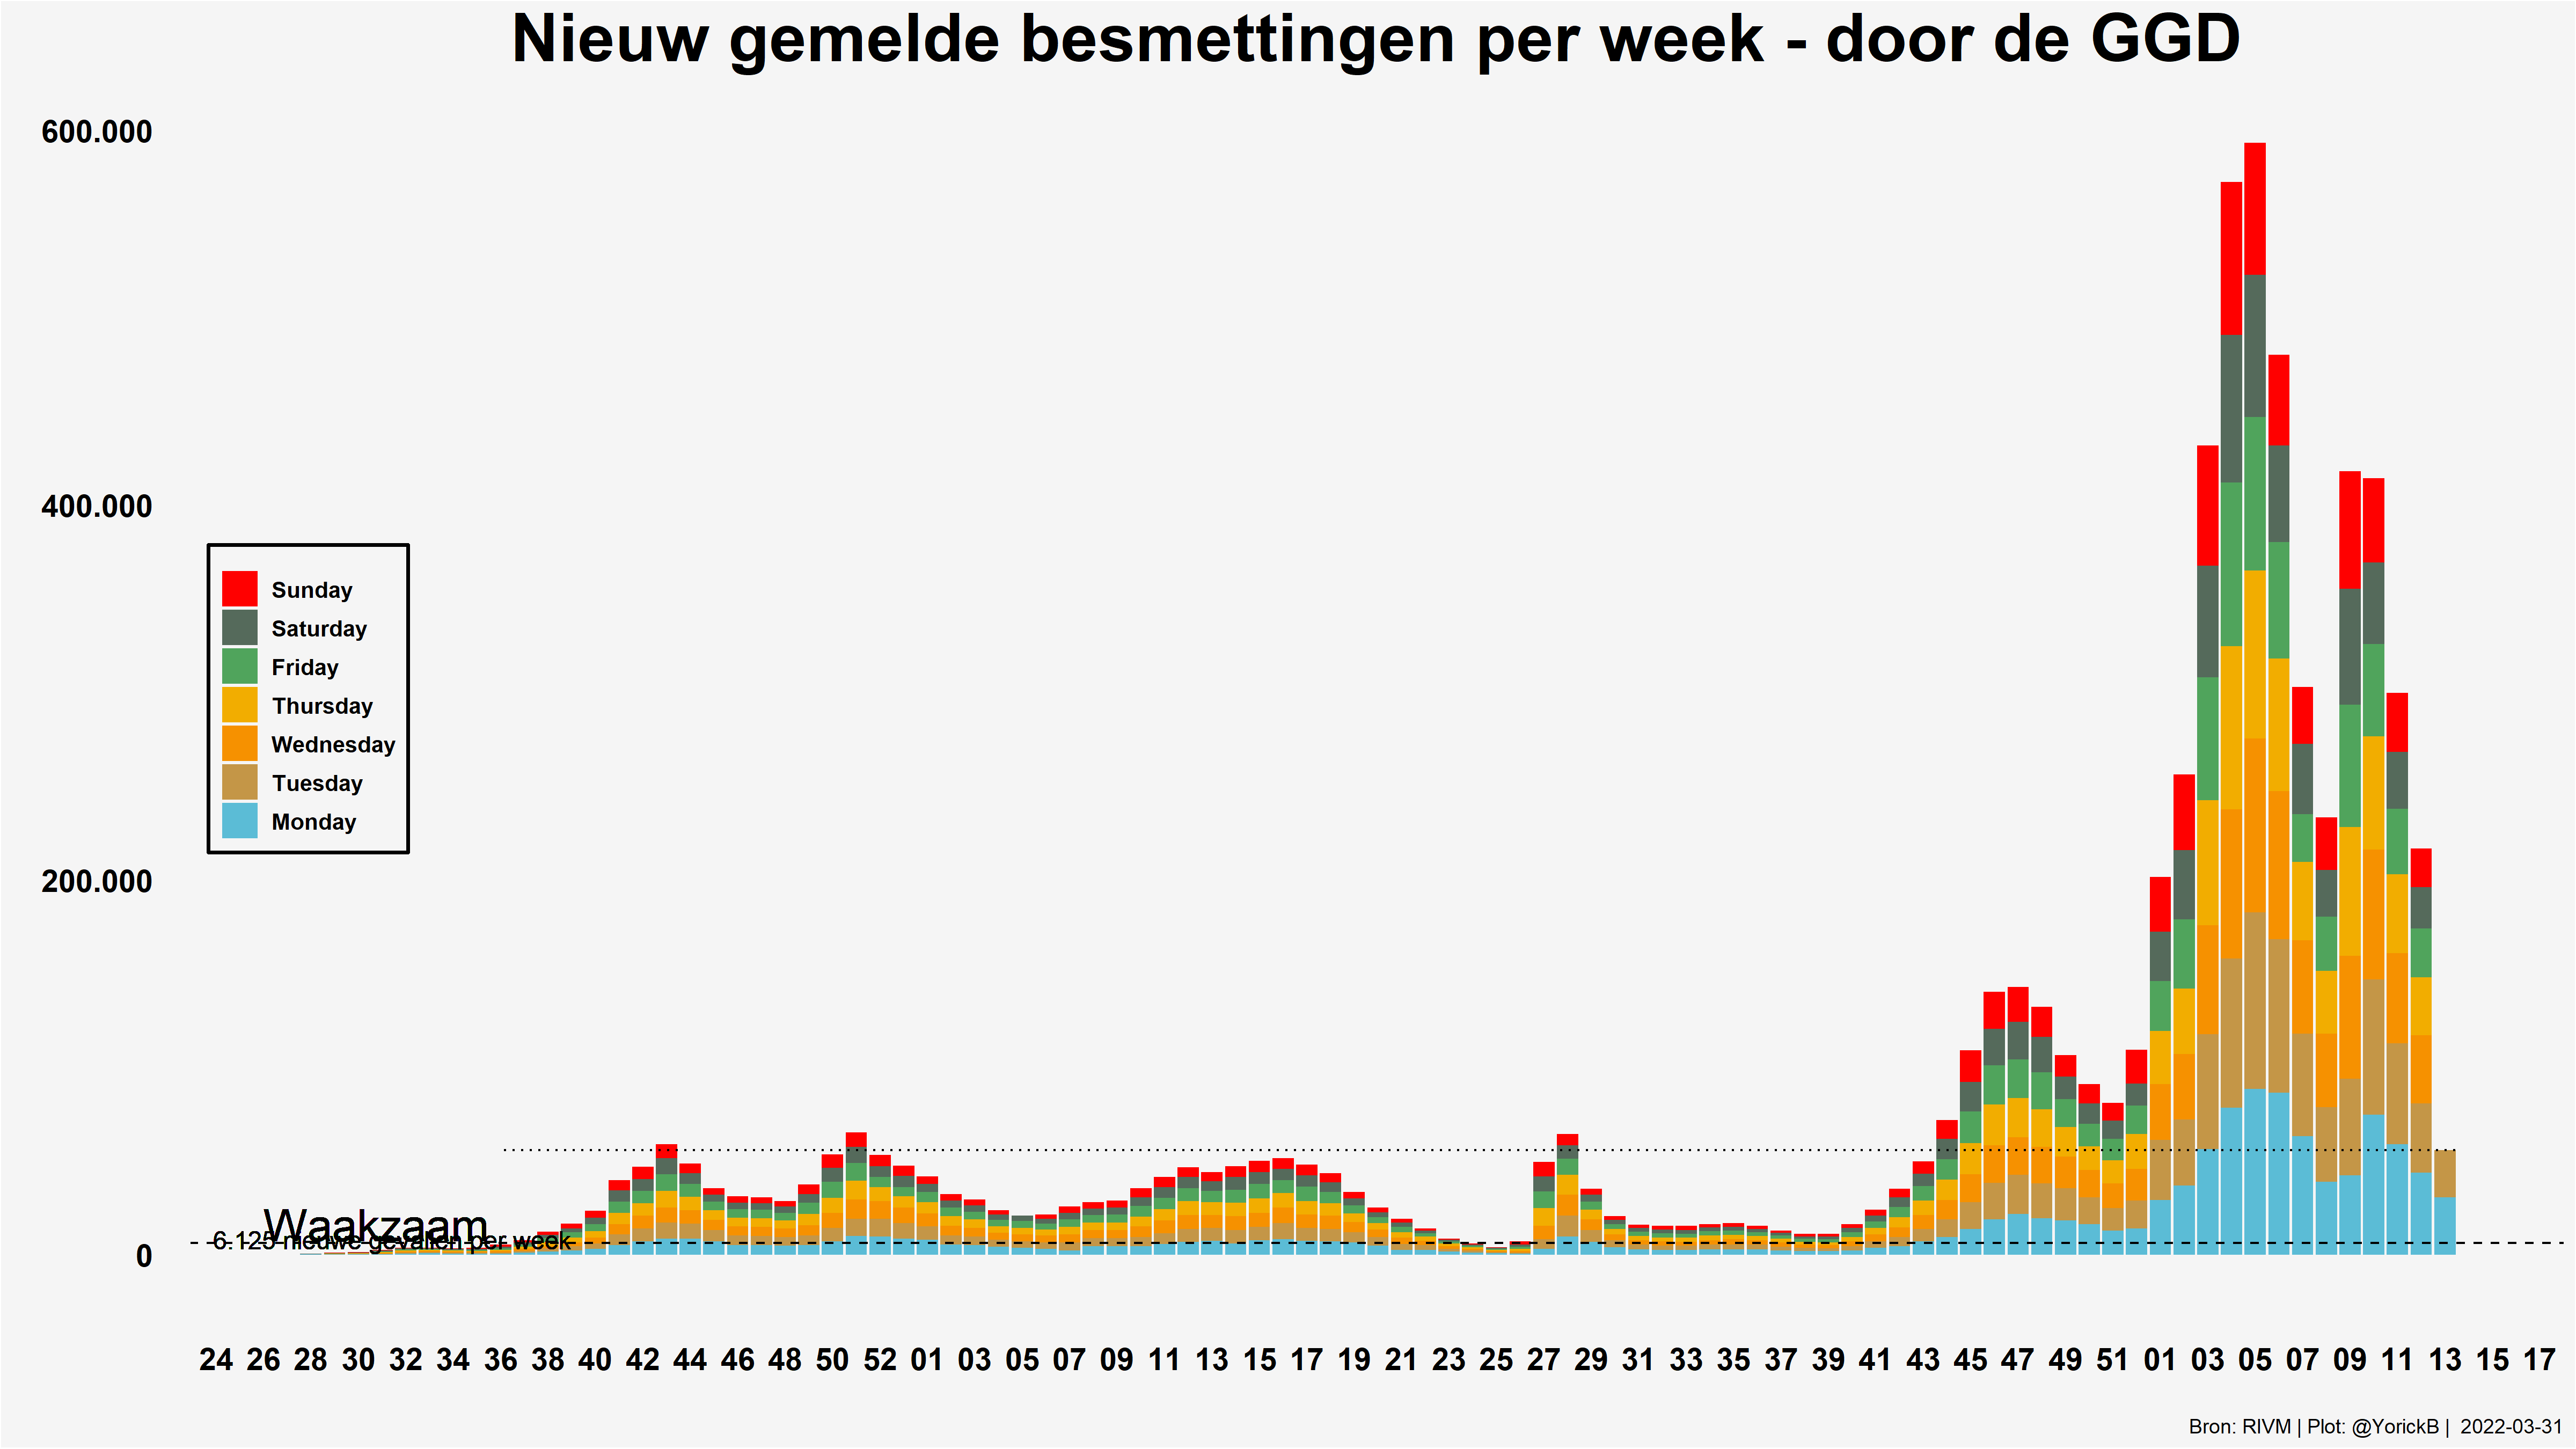 Nieuw gemelde besmettingen per week - door de GGD
600.000
400.000
200.000
0
Sunday
Saturday
Friday
Thursday
Wednesday
Tuesday
Monday
Waakzaam
6.125 nieuwe gevallen per week
24 26 28 30 32 34 36 38 40 42 44 46 48 50 52 01 03 05 07 09 11 13 15 17 19 21 23 25 27 29 31 33 35 37 39 41 43 45 47 49 51 01 03 05 07 09 11 13 15 17
Bron: RIVM | Plot: @YorickB | 2022-03-31